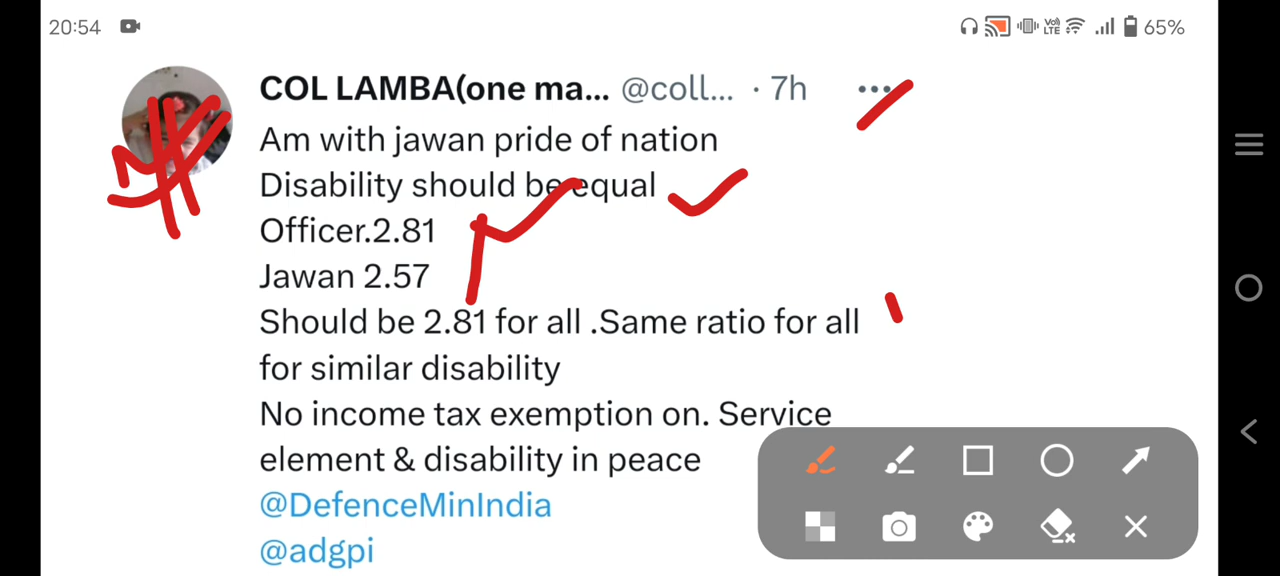 20:54 Vo) LTE 65%
COL LAMBA(one ma... @coll... · 7h
Am with jawan pride of nation
Disability should be equal
Officer.2.81
Jawan 2.57
Should be 2.81 for all .Same ratio for all
for similar disability
No income tax exemption on. Service
element & disability in peace
@DefenceMinIndia
@adgpi